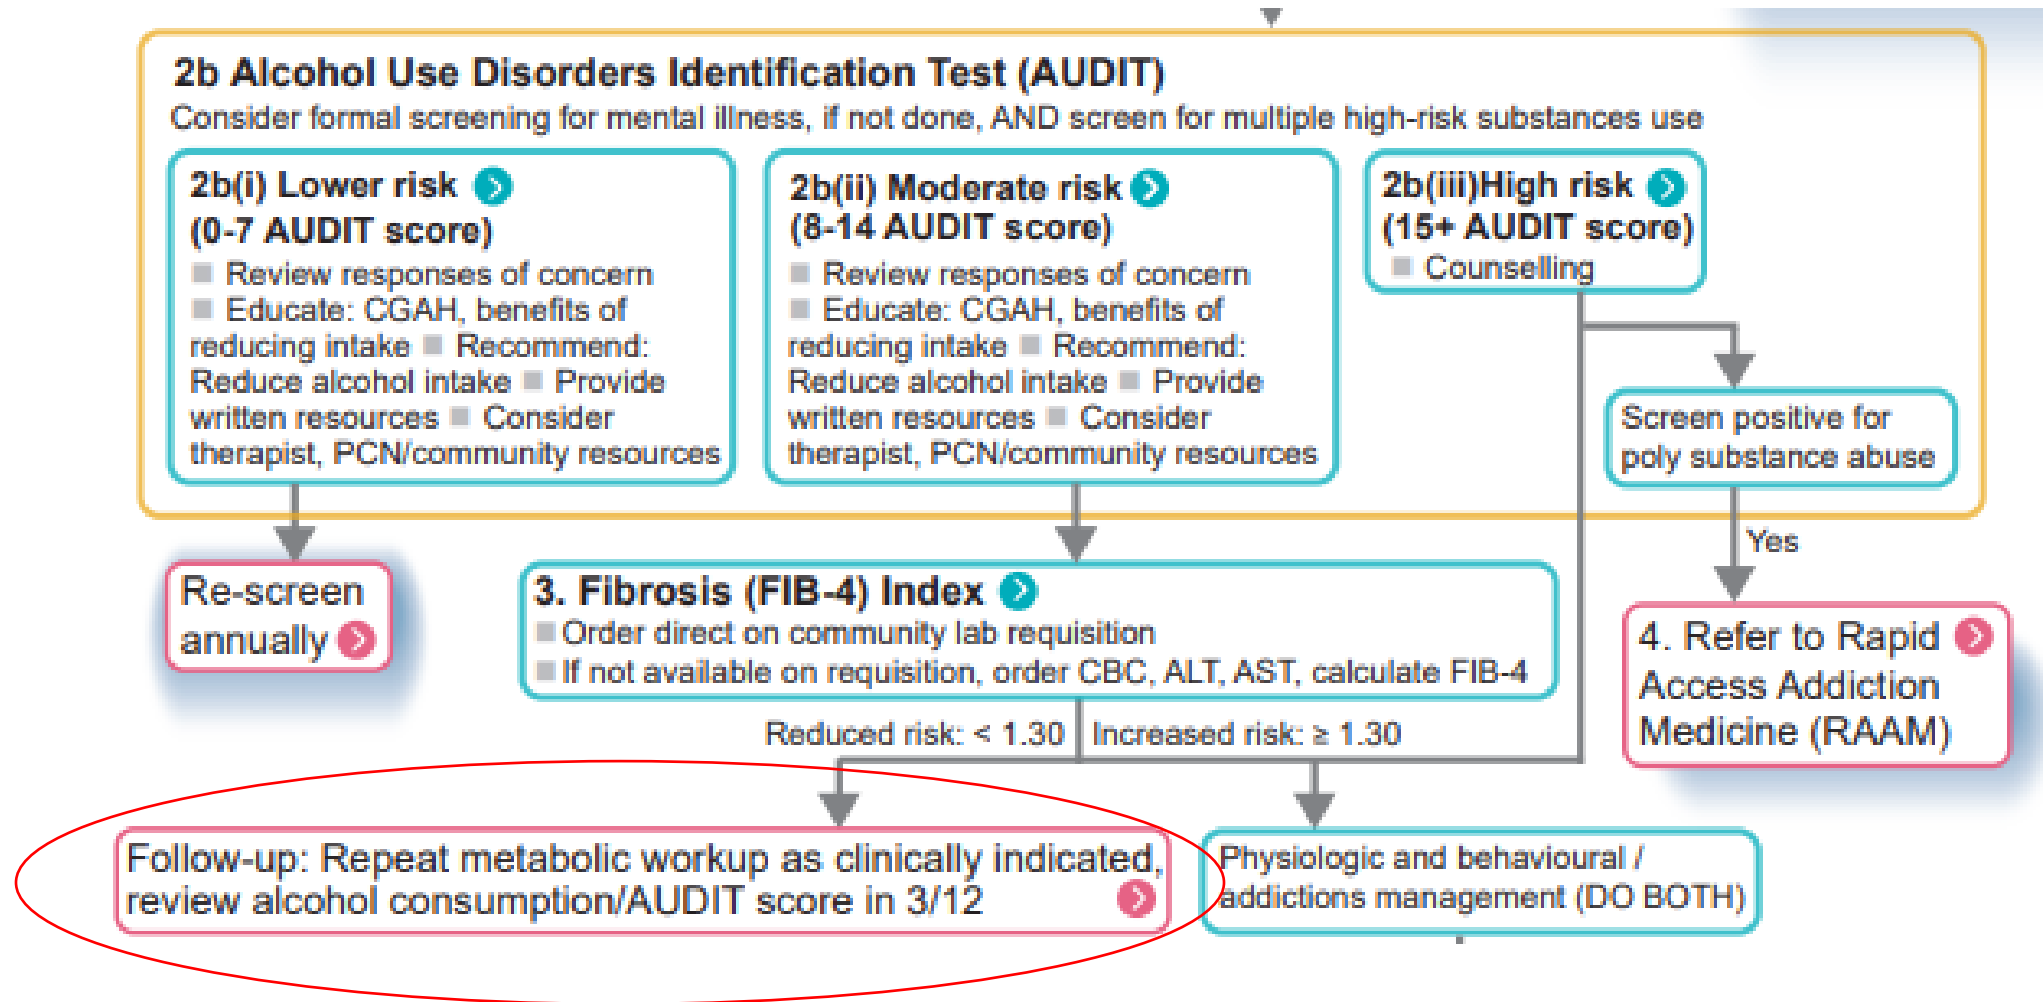 2b Alcohol Use Disorders Identification Test (AUDIT)
Consider formal screening for mental illness, if not done, AND screen for multiple high-risk substances use
2b(i) Lower risk
(0-7 AUDIT score)
■ Review responses of concern
■ Educate: CGAH, benefits of
reducing intake ■ Recommend:
Reduce alcohol intake ■ Provide
written resources ■ Consider
therapist, PCN/community resources
2b(ii) Moderate risk
(8-14 AUDIT score)
■ Review responses of concern
■ Educate: CGAH, benefits of
reducing intake ■ Recommend:
Reduce alcohol intake ■ Provide
written resources ■ Consider
therapist, PCN/community resources
2b(iii)High risk
(15+ AUDIT score)
■ Counselling
Screen positive for
poly substance abuse
Yes
Re-screen
annually
3. Fibrosis (FIB-4) Index
■ Order direct on community lab requisition
■ If not available on requisition, order CBC, ALT, AST, calculate FIB-4
4. Refer to Rapid
Access Addiction
Medicine (RAAM)
Reduced risk: < 1.30
Increased risk: ≥ 1.30
Follow-up: Repeat metabolic workup as clinically indicated,
review alcohol consumption/AUDIT score in 3/12
Physiologic and behavioural /
addictions management (DO BOTH)